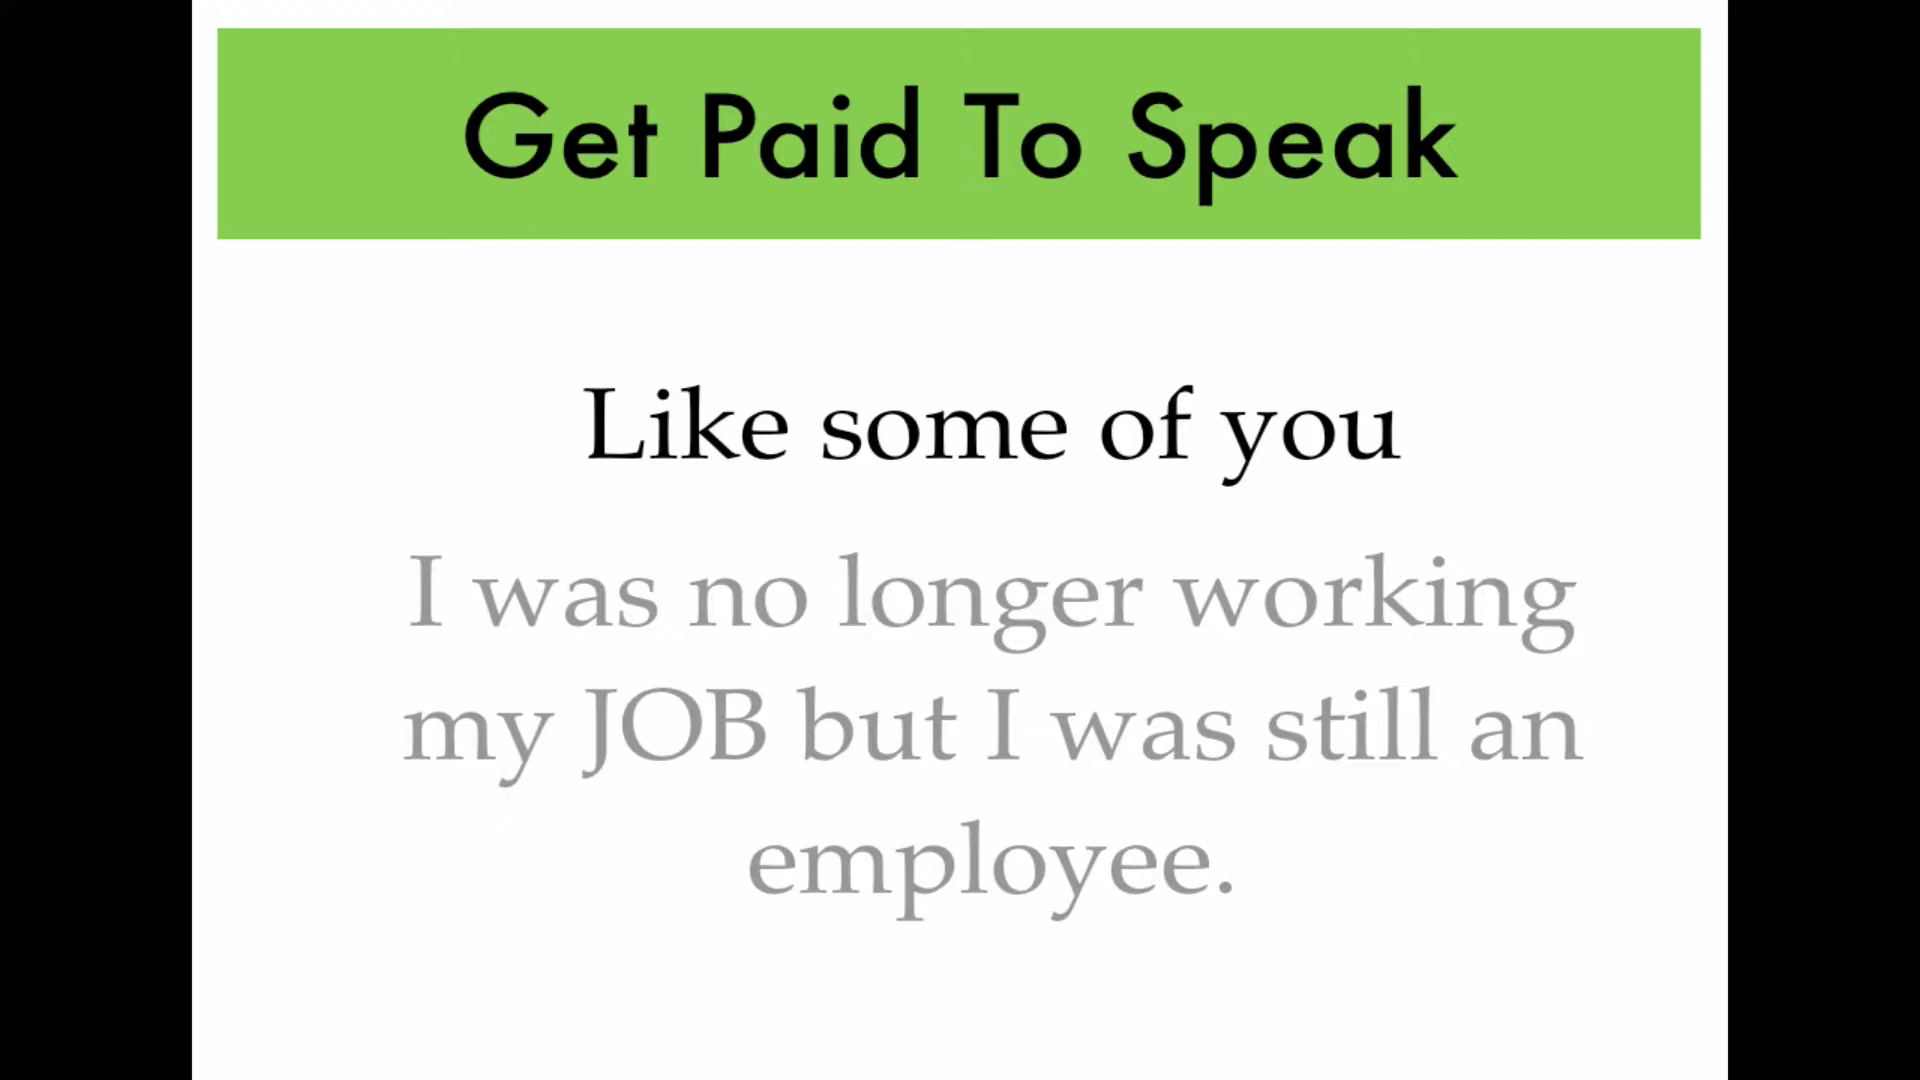 Get Paid To Speak
Like some of you
I was no longer working
my JOB but I was still an
employee.